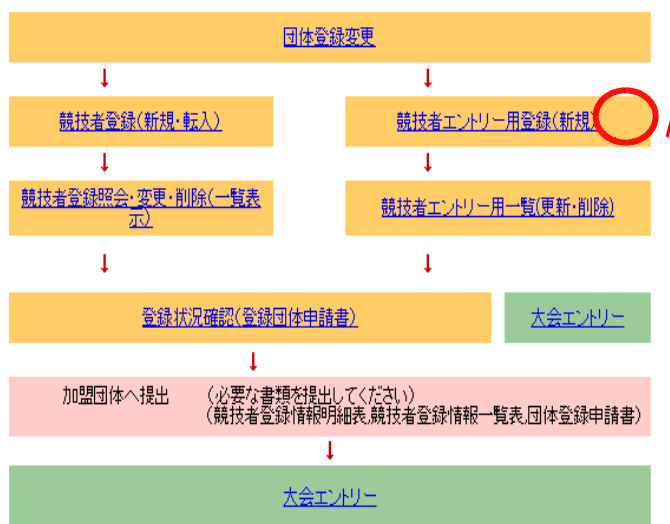 団体登録変更
↓ ↓
競技者登録(新規・転入)
競技者エントリー用登録(新規)
↓ ↓
競技者登録照会・変更・削除(一覧表
示)
競技者エントリー用一覧(更新・削除)
↓ ↓
登録状況確認(登録団体申請書)
大会エントリー
↓
加盟団体へ提出 (必要な書類を提出してください)
(競技者登録情報明細表,競技者登録情報一覧表,団体登録申請書)
↓
大会エントリー